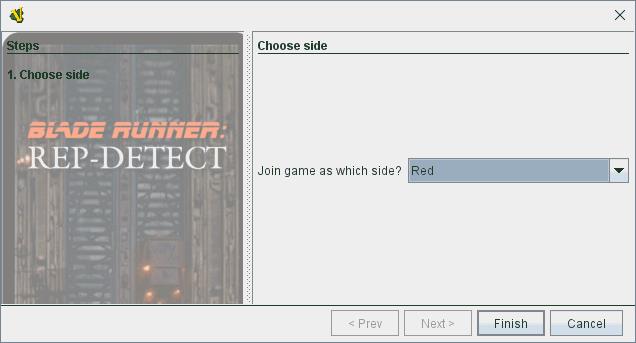 Steps
1. Choose side
BLADE RUNNER:
REP-DETECT
Choose side
Join game as which side? Red
< Prev
Next >
Finish
Cancel